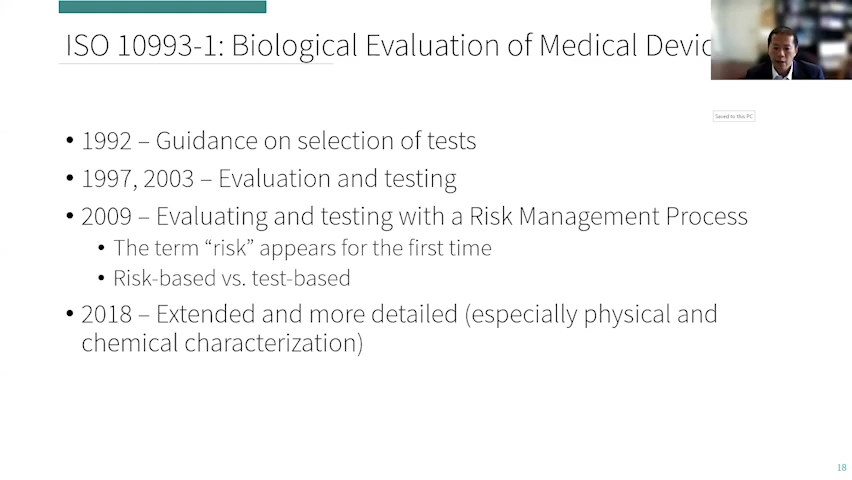 ISO 10993-1: Biological Evaluation of Medical Devic
Saved to this PC
• 1992 – Guidance on selection of tests
• 1997, 2003 – Evaluation and testing
• 2009 – Evaluating and testing with a Risk Management Process
• The term “risk” appears for the first time
• Risk-based vs. test-based
• 2018 – Extended and more detailed (especially physical and
chemical characterization)
18